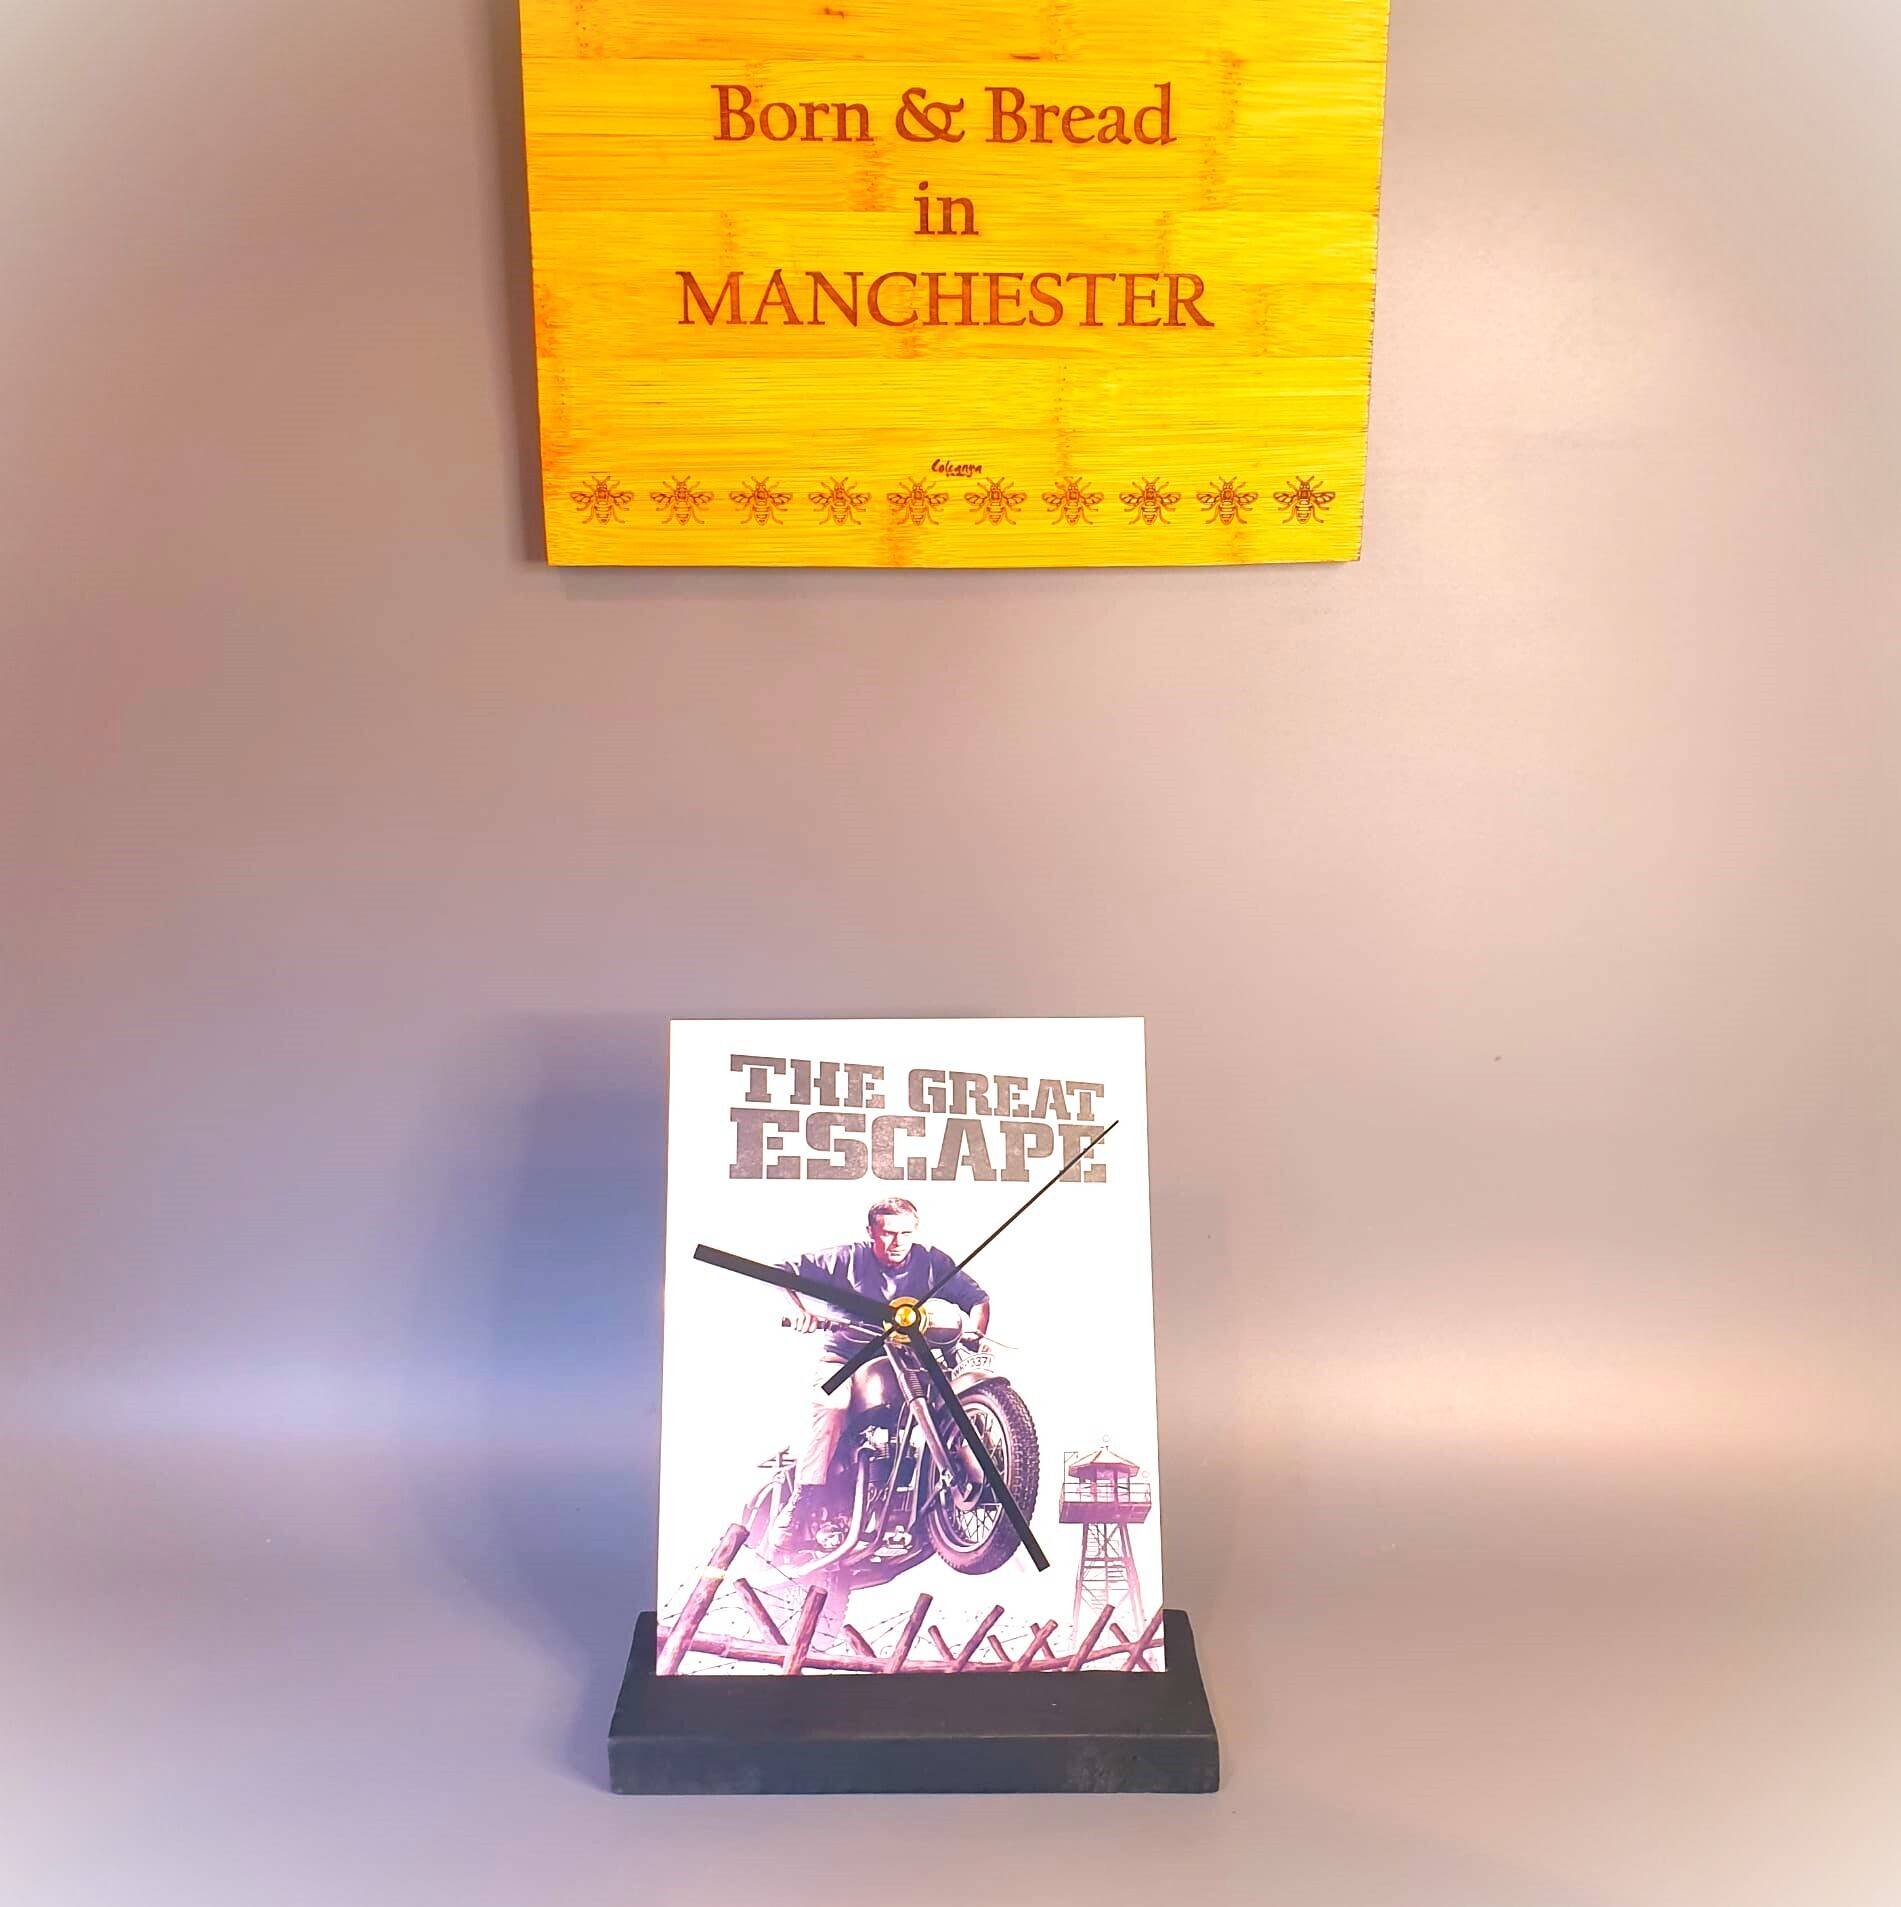 Born & Bread
in
MANCHESTER
THE GREAT
ESCAPE